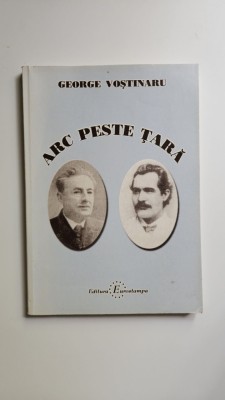 GEORGE VOȘTINARU
ARC PESTE ȚARĂ
Editura Eurostampa